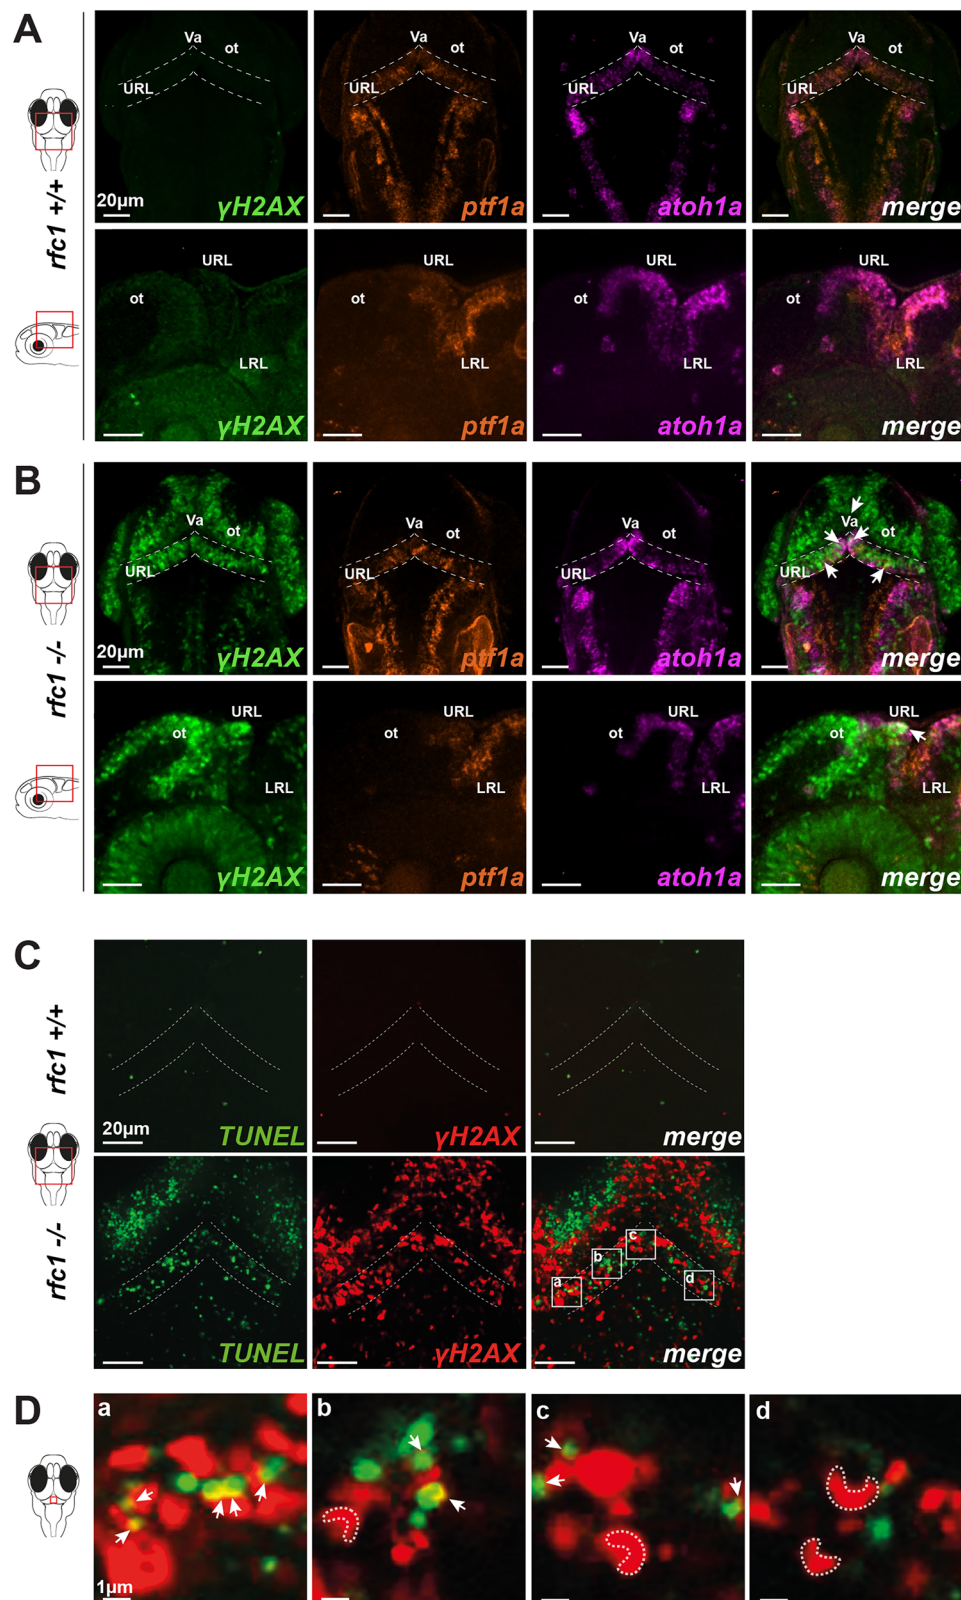 A
rfc1 +/+
Va
ot
URL
20µm
γH2AX
Va
ot
URL
ptf1a
Va
ot
URL
atoh1a
Va
ot
URL
merge
URL
ot
LRL
γH2AX
URL
ot
LRL
ptf1a
URL
ot
LRL
atoh1a
URL
ot
LRL
merge
B
rfc1 -/-
Va
ot
URL
20µm
γH2AX
Va
ot
URL
ptf1a
Va
ot
URL
atoh1a
Va
ot
URL
merge
URL
ot
LRL
γH2AX
URL
ot
LRL
ptf1a
URL
ot
LRL
atoh1a
URL
ot
LRL
merge
C
rfc1 +/+
20µm
TUNEL
γH2AX
merge
rfc1 -/-
TUNEL
γH2AX
a
b
c
d
merge
D
a
1µm
b
c
d